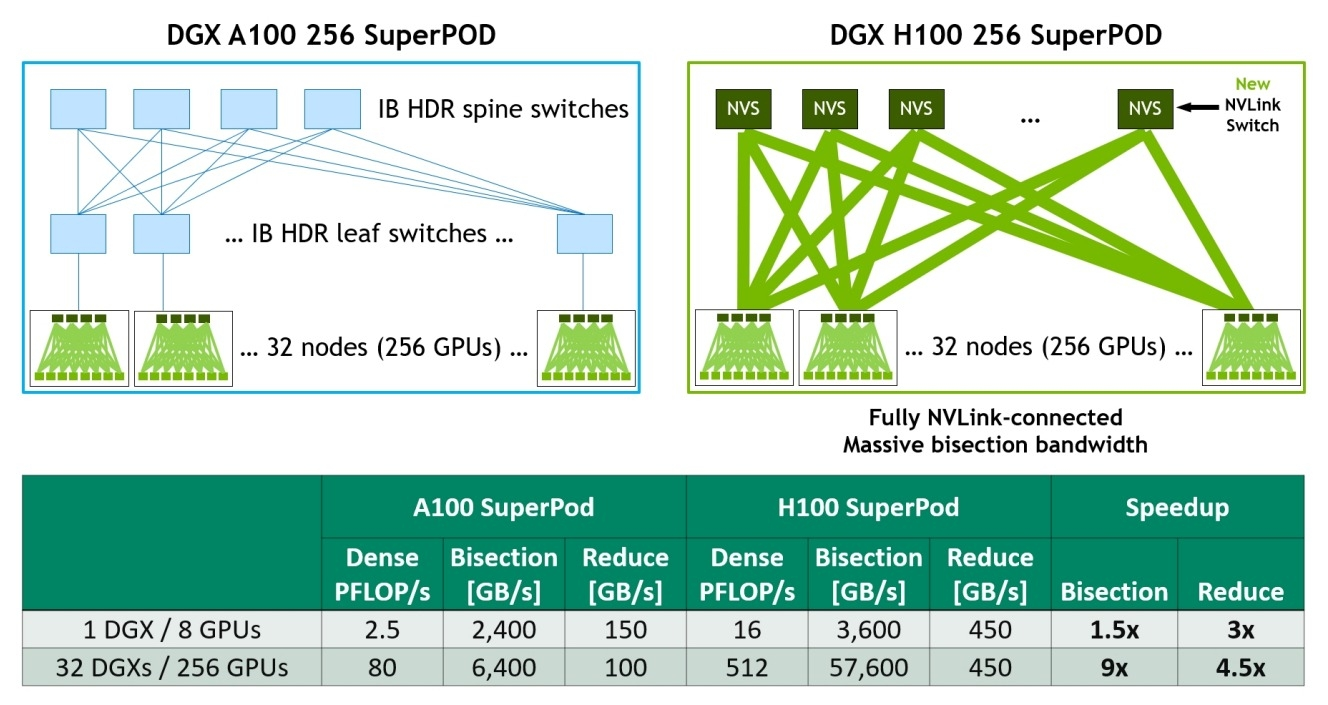 DGX A100 256 SuperPOD
IB HDR spine switches
... IB HDR leaf switches ...
... 32 nodes (256 GPUs) ...
DGX H100 256 SuperPOD
NVS NVS NVS ... NVS
New
NVLink
Switch
... 32 nodes (256 GPUs) ...
Fully NVLink-connected
Massive bisection bandwidth
A100 SuperPod H100 SuperPod Speedup
Dense PFLOP/s Bisection [GB/s] Reduce [GB/s] Dense PFLOP/s Bisection [GB/s] Reduce [GB/s] Bisection Reduce
1 DGX / 8 GPUs 2.5 2,400 150 16 3,600 450 1.5x 3x
32 DGXs / 256 GPUs 80 6,400 100 512 57,600 450 9x 4.5x